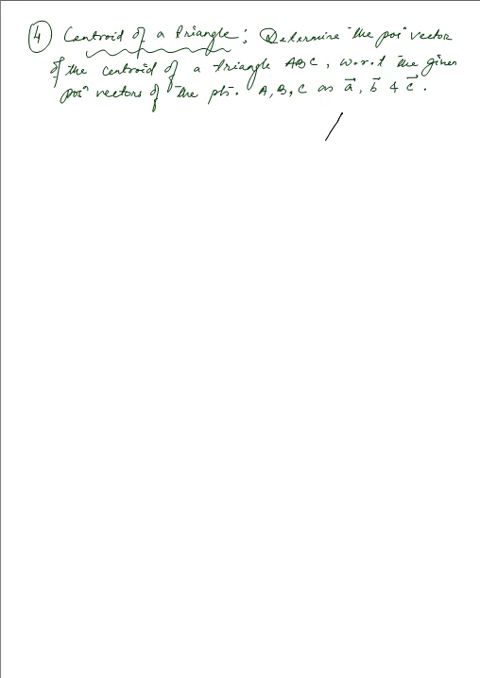 ④ Centroid of a triangle: Determine the posⁿ vector
of the centroid of a triangle ABC, w.r.t the given
posⁿ vectors of the pts. A, B, C as a⃗, b⃗ & c⃗.